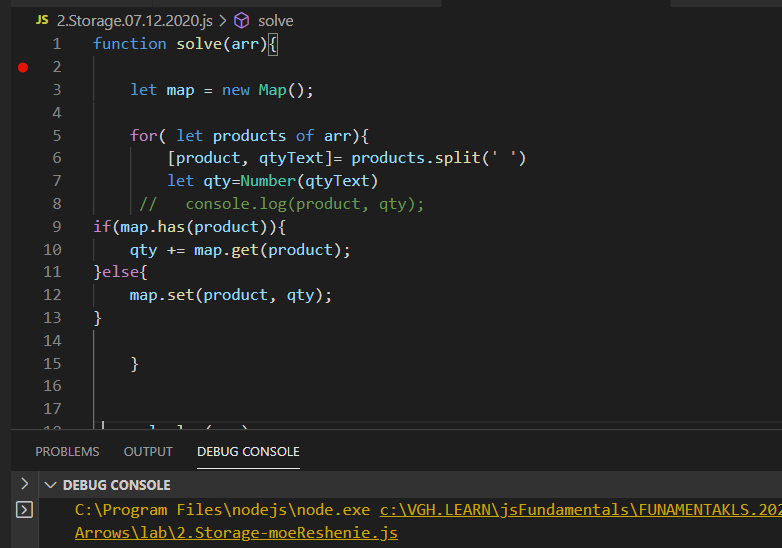 JS 2.Storage.07.12.2020.js > solve
1 function solve(arr){
2
3 let map = new Map();
4
5 for( let products of arr){
6 [product, qtyText]= products.split(' ')
7 let qty=Number(qtyText)
8 // console.log(product, qty);
9 if(map.has(product)){
10 qty += map.get(product);
11 }else{
12 map.set(product, qty);
13 }
14
15 }
16
17
PROBLEMS OUTPUT DEBUG CONSOLE
DEBUG CONSOLE
C:\Program Files\nodejs\node.exe c:\VGH.LEARN\jsFundamentals\FUNAMENTAKLS.202
Arrows\lab\2.Storage-moeReshenie.js